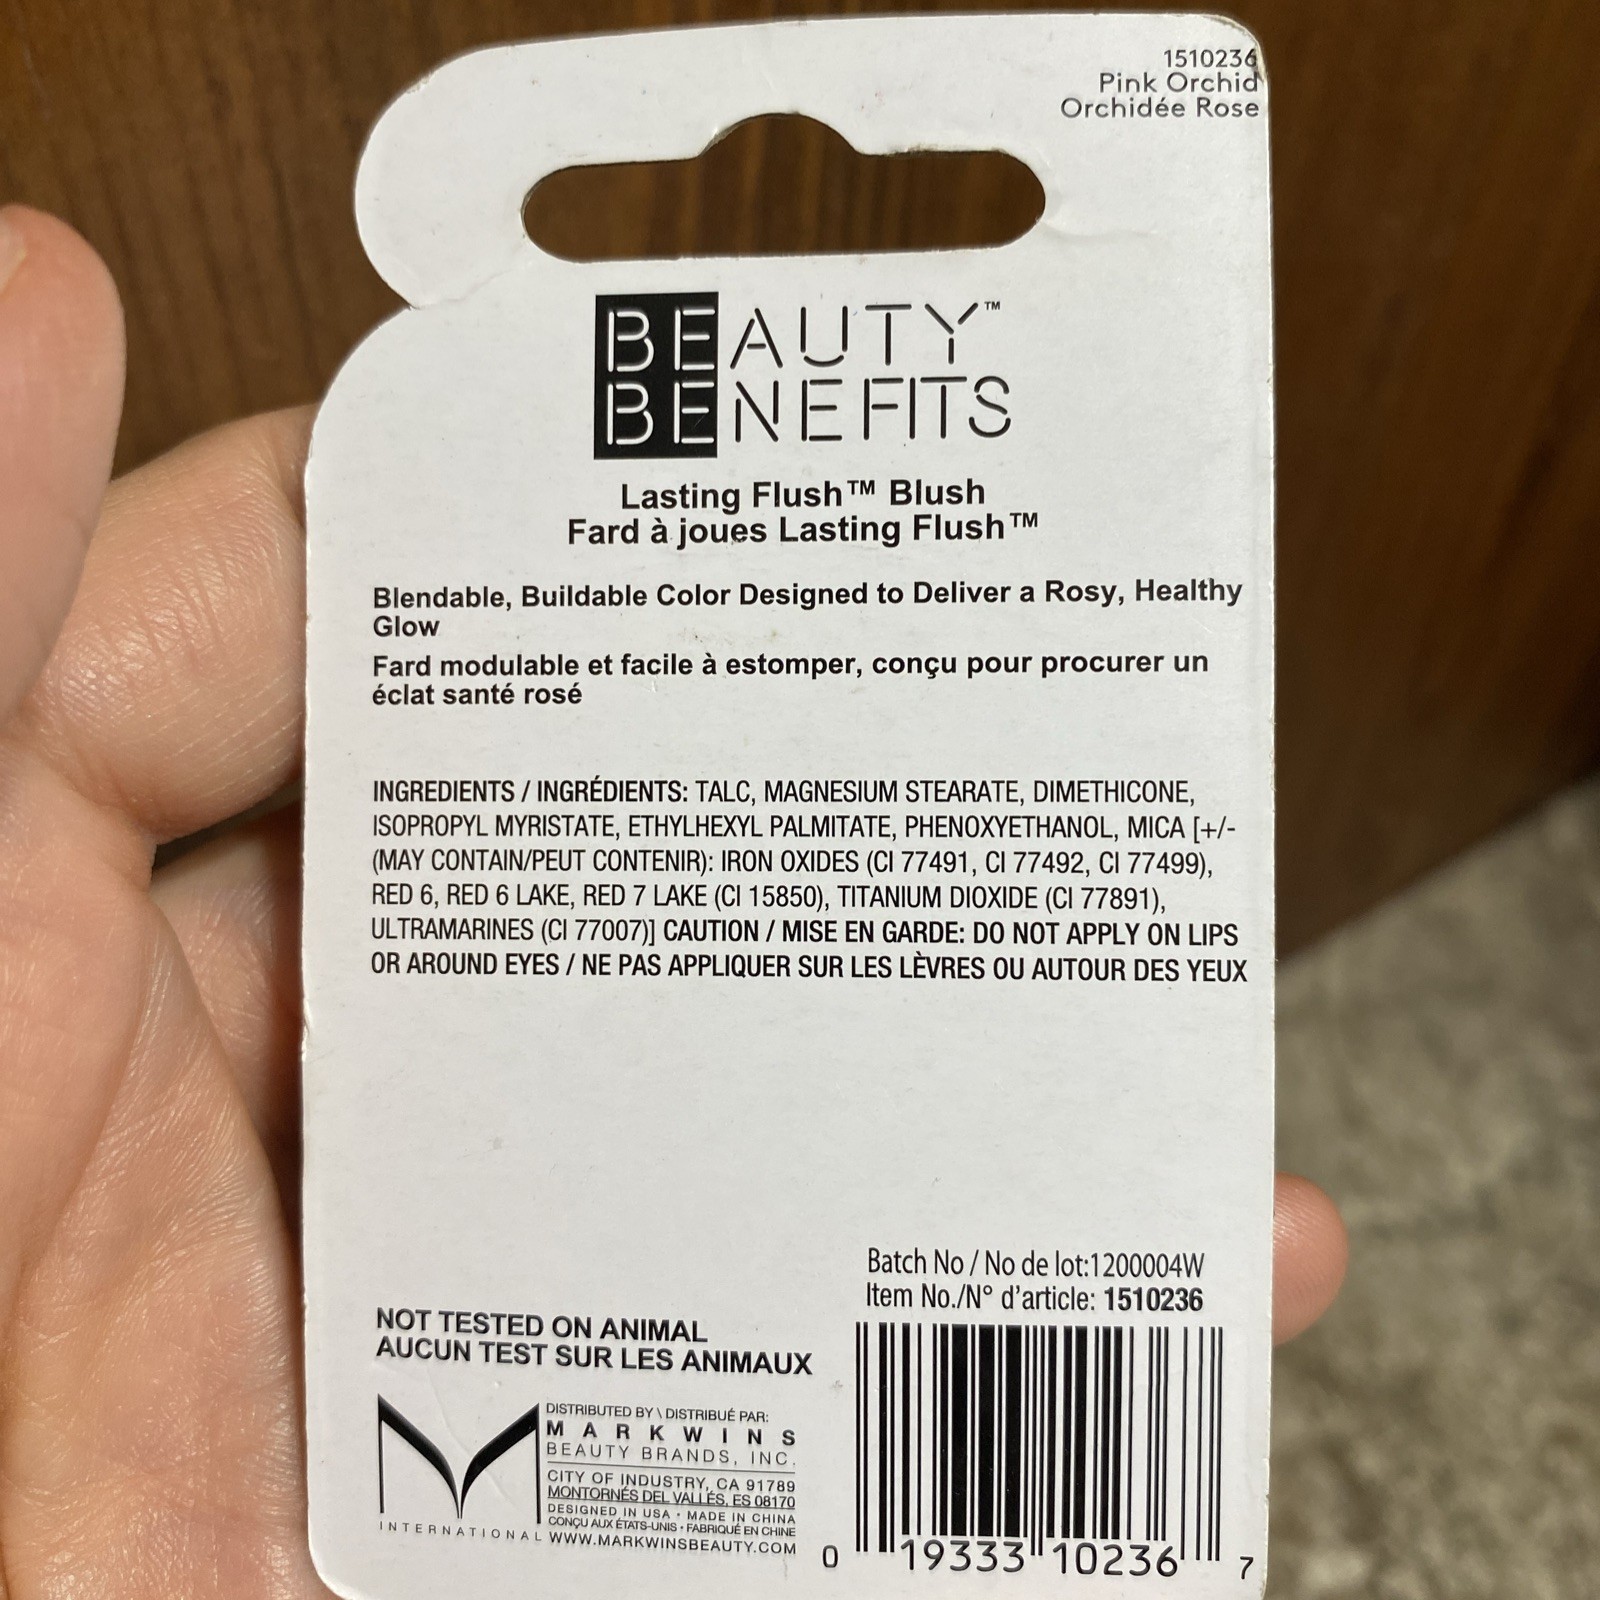 1510236
Pink Orchid
Orchidée Rose
BEAUTY™
BENEFITS
Lasting Flush™ Blush
Fard à joues Lasting Flush™
Blendable, Buildable Color Designed to Deliver a Rosy, Healthy
Glow
Fard modulable et facile à estomper, conçu pour procurer un
éclat santé rosé
INGREDIENTS / INGRÉDIENTS: TALC, MAGNESIUM STEARATE, DIMETHICONE,
ISOPROPYL MYRISTATE, ETHYLHEXYL PALMITATE, PHENOXYETHANOL, MICA [+/-
(MAY CONTAIN/PEUT CONTENIR): IRON OXIDES (CI 77491, CI 77492, CI 77499),
RED 6, RED 6 LAKE, RED 7 LAKE (CI 15850), TITANIUM DIOXIDE (CI 77891),
ULTRAMARINES (CI 77007)] CAUTION / MISE EN GARDE: DO NOT APPLY ON LIPS
OR AROUND EYES / NE PAS APPLIQUER SUR LES LÈVRES OU AUTOUR DES YEUX
Batch No / No de lot:1200004W
Item No./N° d'article: 1510236
NOT TESTED ON ANIMAL
AUCUN TEST SUR LES ANIMAUX
DISTRIBUTED BY \ DISTRIBUÉ PAR:
MARKWINS
BEAUTY BRANDS, INC.
CITY OF INDUSTRY, CA 91789
MONTORNÉS DEL VALLÉS, ES 08170
DESIGNED IN USA • MADE IN CHINA
CONÇU AUX ÉTATS-UNIS • FABRIQUÉ EN CHINE
INTERNATIONAL WWW.MARKWINSBEAUTY.COM
0 19333 10236 7